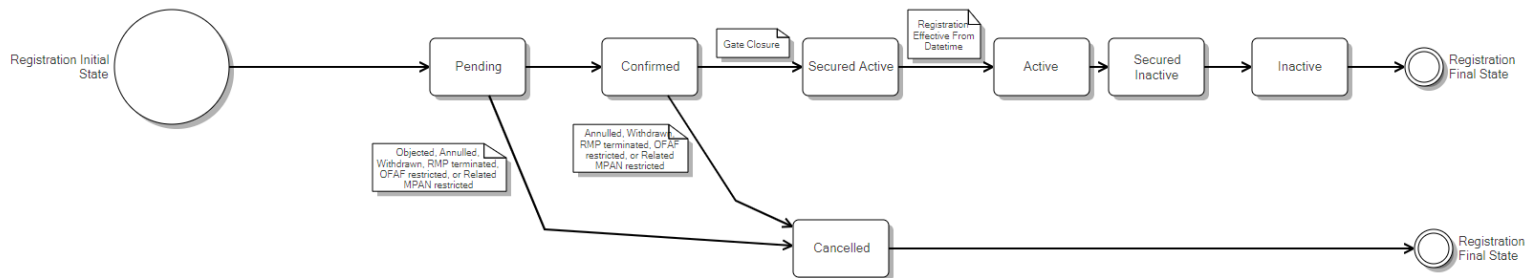 Registration Initial
State
Pending
Confirmed
Gate Closure
Secured Active
Registration
Effective From
Datetime
Active
Secured
Inactive
Inactive
Registration
Final State
Objected, Annulled,
Withdrawn, RMP terminated,
OFAF restricted, or Related
MPAN restricted
Annulled, Withdrawn,
RMP terminated, OFAF
restricted, or Related
MPAN restricted
Cancelled
Registration
Final State